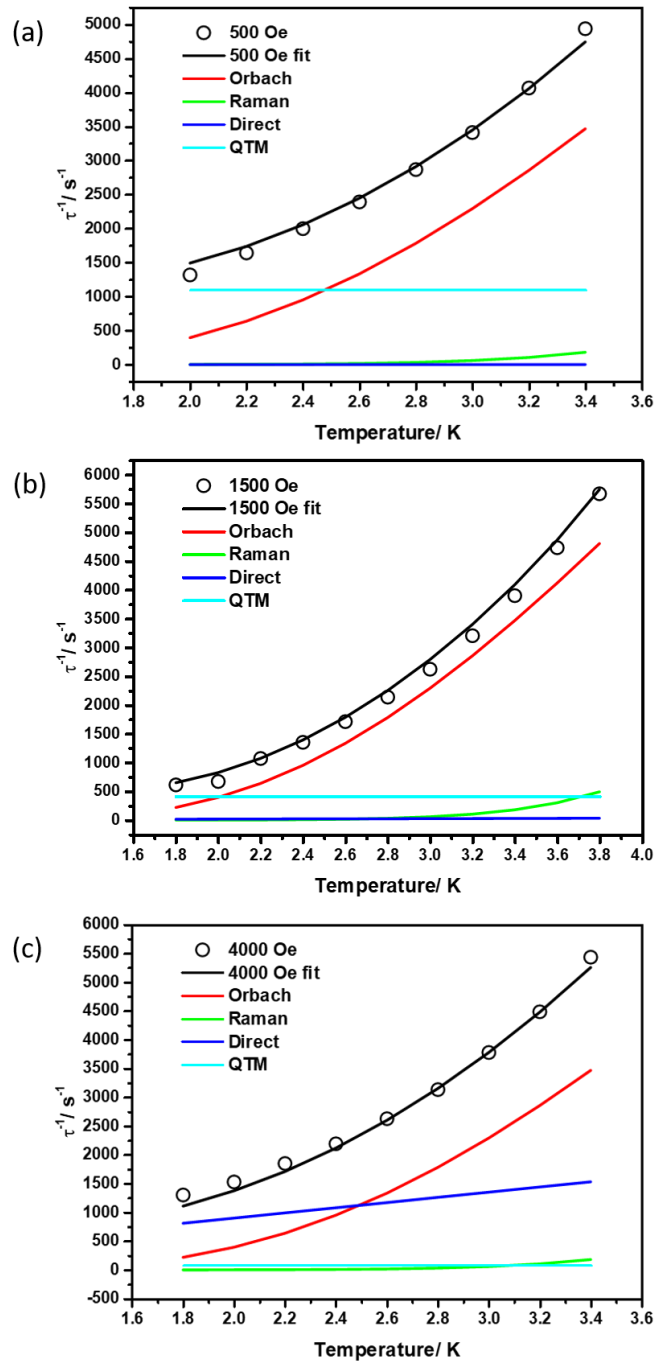 (a)
500 Oe
500 Oe fit
Orbach
Raman
Direct
QTM
τ⁻¹/ s⁻¹
5000
4500
4000
3500
3000
2500
2000
1500
1000
500
0
1.8 2.0 2.2 2.4 2.6 2.8 3.0 3.2 3.4 3.6
Temperature/ K
(b)
1500 Oe
1500 Oe fit
Orbach
Raman
Direct
QTM
τ⁻¹/ s⁻¹
6000
5500
5000
4500
4000
3500
3000
2500
2000
1500
1000
500
0
1.6 1.8 2.0 2.2 2.4 2.6 2.8 3.0 3.2 3.4 3.6 3.8 4.0
Temperature/ K
(c)
4000 Oe
4000 Oe fit
Orbach
Raman
Direct
QTM
τ⁻¹/ s⁻¹
6000
5500
5000
4500
4000
3500
3000
2500
2000
1500
1000
500
0
-500
1.6 1.8 2.0 2.2 2.4 2.6 2.8 3.0 3.2 3.4 3.6
Temperature/ K